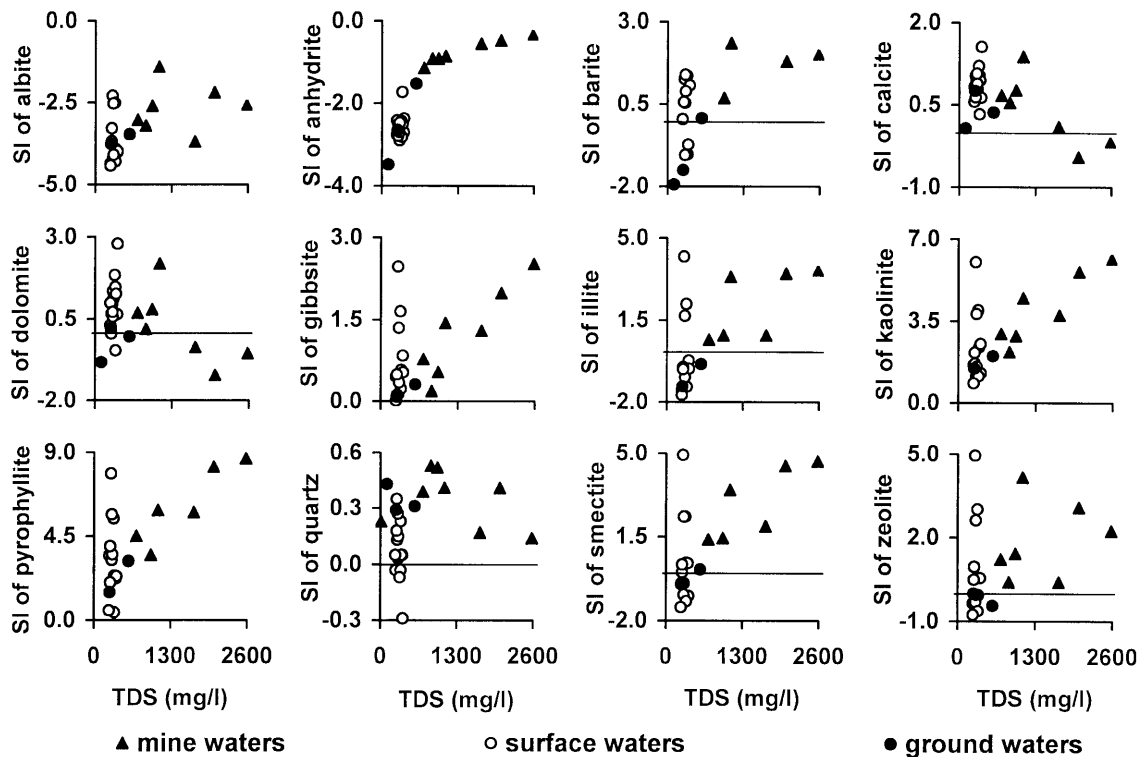 0.0
-2.5
-5.0
SI of albite
0.0
-2.0
-4.0
SI of anhydrite
3.0
0.5
-2.0
SI of barite
2.0
0.5
-1.0
SI of calcite
3.0
0.5
-2.0
SI of dolomite
3.0
1.5
0.0
SI of gibbsite
5.0
1.5
-2.0
SI of illite
7.0
3.5
0.0
SI of kaolinite
9.0
4.5
0.0
SI of pyrophyllite
0.6
0.3
0.0
-0.3
SI of quartz
5.0
1.5
-2.0
SI of smectite
5.0
2.0
-1.0
SI of zeolite
0 1300 2600
0 1300 2600
0 1300 2600
0 1300 2600
TDS (mg/l)
TDS (mg/l)
TDS (mg/l)
TDS (mg/l)
mine waters
surface waters
ground waters